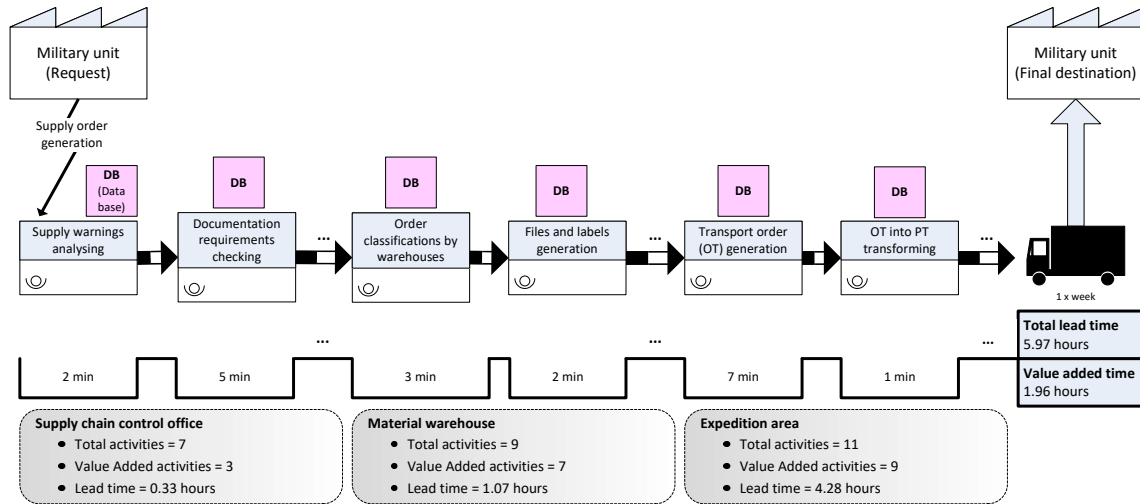 Military unit
(Request)
Military unit
(Final destination)
Supply order
generation
DB
(Data
base)
DB
DB
DB
DB
DB
Supply warnings
analysing
Documentation
requirements
checking
...
Order
classifications by
warehouses
Files and labels
generation
...
Transport order
(OT) generation
OT into PT
transforming
...
1 x week
...
...
...
Total lead time
5.97 hours
2 min
5 min
3 min
2 min
7 min
1 min
Value added time
1.96 hours
Supply chain control office
• Total activities = 7
• Value Added activities = 3
• Lead time = 0.33 hours
Material warehouse
• Total activities = 9
• Value Added activities = 7
• Lead time = 1.07 hours
Expedition area
• Total activities = 11
• Value Added activities = 9
• Lead time = 4.28 hours